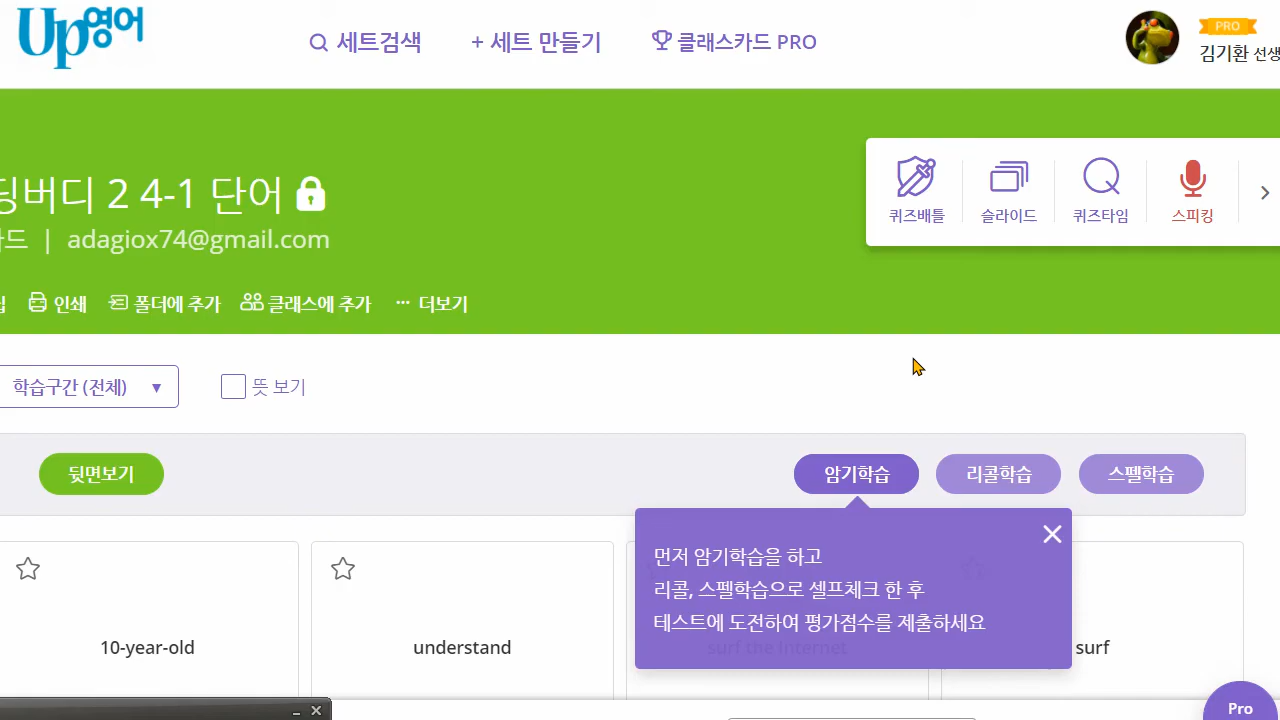 Up영어
세트검색
+ 세트 만들기
클래스카드 PRO
PRO
김기환 선생
딩버디 2 4-1 단어
카드 | adagiox74@gmail.com
인쇄
폴더에 추가
클래스에 추가
··· 더보기
퀴즈배틀
슬라이드
퀴즈타임
스피킹
학습구간 (전체) ▼
뜻 보기
뒷면보기
암기학습
리콜학습
스펠학습
먼저 암기학습을 하고
리콜, 스펠학습으로 셀프체크 한 후
테스트에 도전하여 평가점수를 제출하세요
10-year-old
understand
surf the Internet
surf
Pro